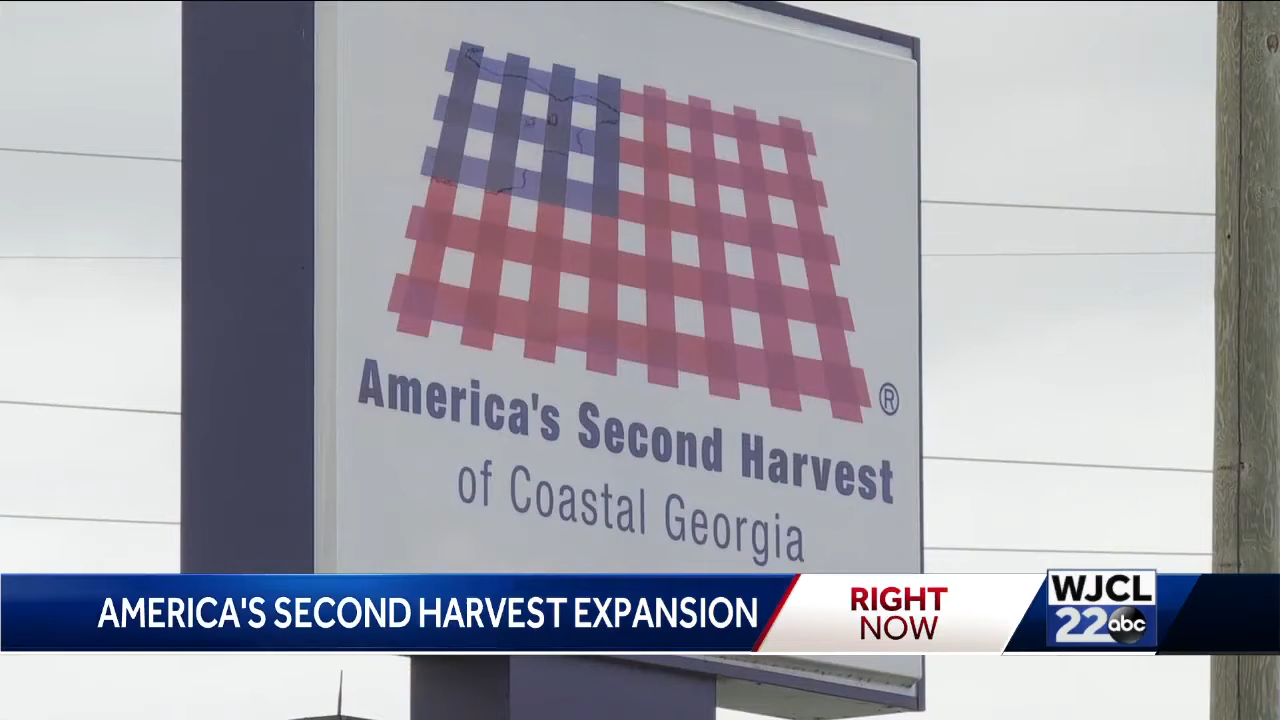 ®
America's Second Harvest
of Coastal Georgia
AMERICA'S SECOND HARVEST EXPANSION
RIGHT
NOW
WJCL
22 abc